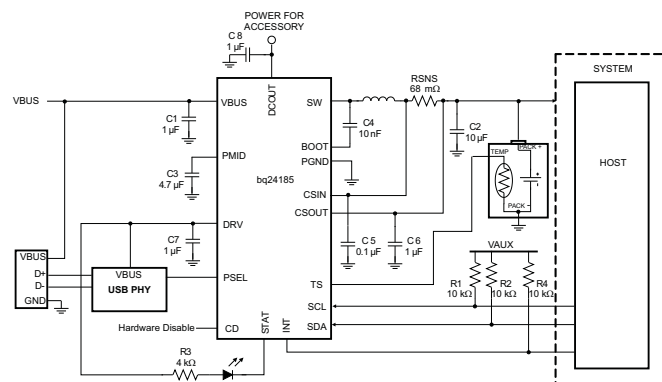 POWER FOR
ACCESSORY
C 8
1 µF
SYSTEM
VBUS
VBUS
DCOUT
SW
RSNS
68 mΩ
C1
1 µF
C4
10 nF
C2
10 µF
BOOT
PMID
PGND
TEMP
PACK +
HOST
bq24185
C3
4.7 µF
CSIN
CSOUT
PACK -
DRV
C7
1 µF
C 5
0.1 µF
C 6
1 µF
VAUX
VBUS
D+
D-
GND
VBUS
USB PHY
PSEL
TS
R1
10 kΩ
R2
10 kΩ
R4
10 kΩ
SCL
Hardware Disable
CD
STAT
INT
SDA
R3
4 kΩ